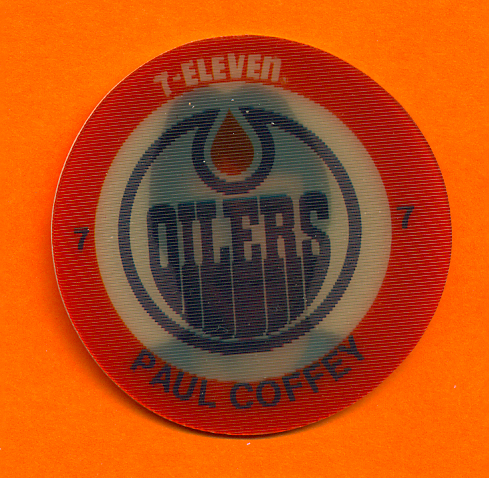 7-ELEVEN
OILERS
7 7
PAUL COFFEY